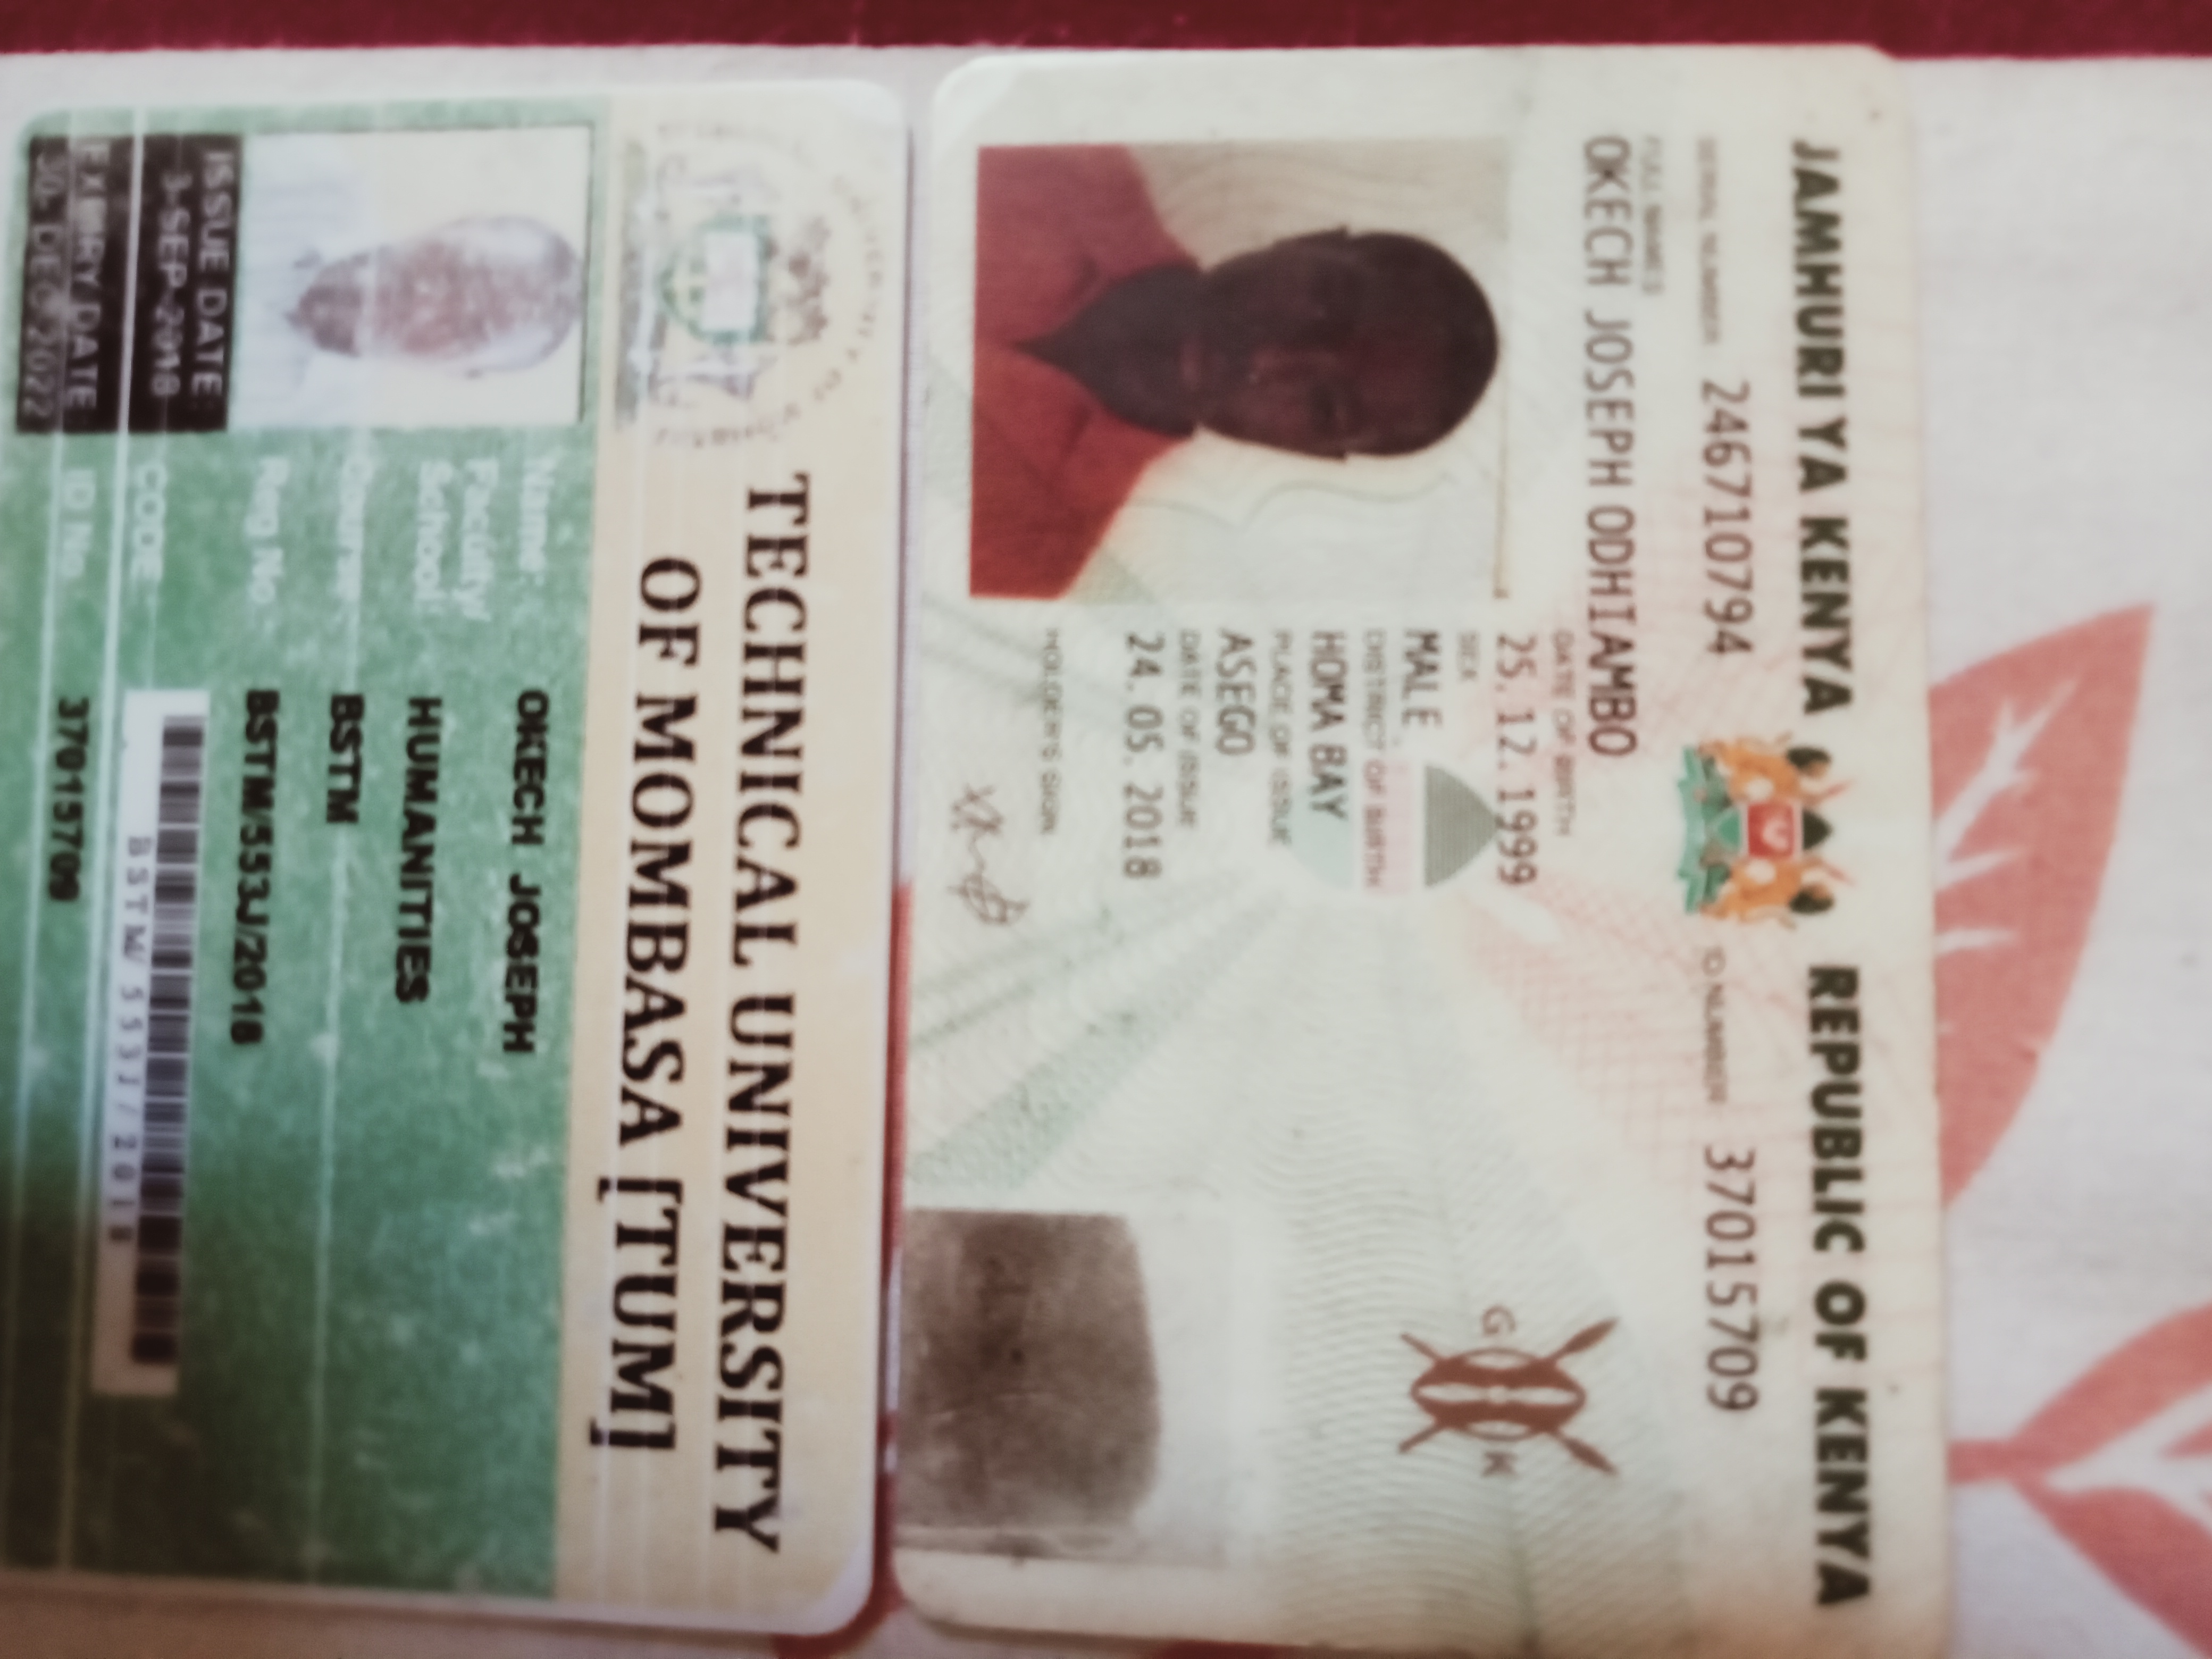 JAMHURI YA KENYA
REPUBLIC OF KENYA
SERIAL NUMBER 246710794
ID NUMBER 37015709
FULL NAMES
OKECH JOSEPH ODHIAMBO
DATE OF BIRTH
25.12.1999
SEX
MALE
DISTRICT OF BIRTH
HOMA BAY
PLACE OF ISSUE
ASEGO
DATE OF ISSUE
24.05.2018
HOLDER'S SIGN.
G K
TECHNICAL UNIVERSITY
OF MOMBASA [TUM]
Name: OKECH JOSEPH
Faculty/
School: HUMANITIES
Course: BSTM
Reg No. BSTM/553J/2018
CODE:
BSTM/553J/2018
ID No. 37015709
ISSUE DATE:
3-SEP-2018
EXPIRY DATE
30-DEC-2022